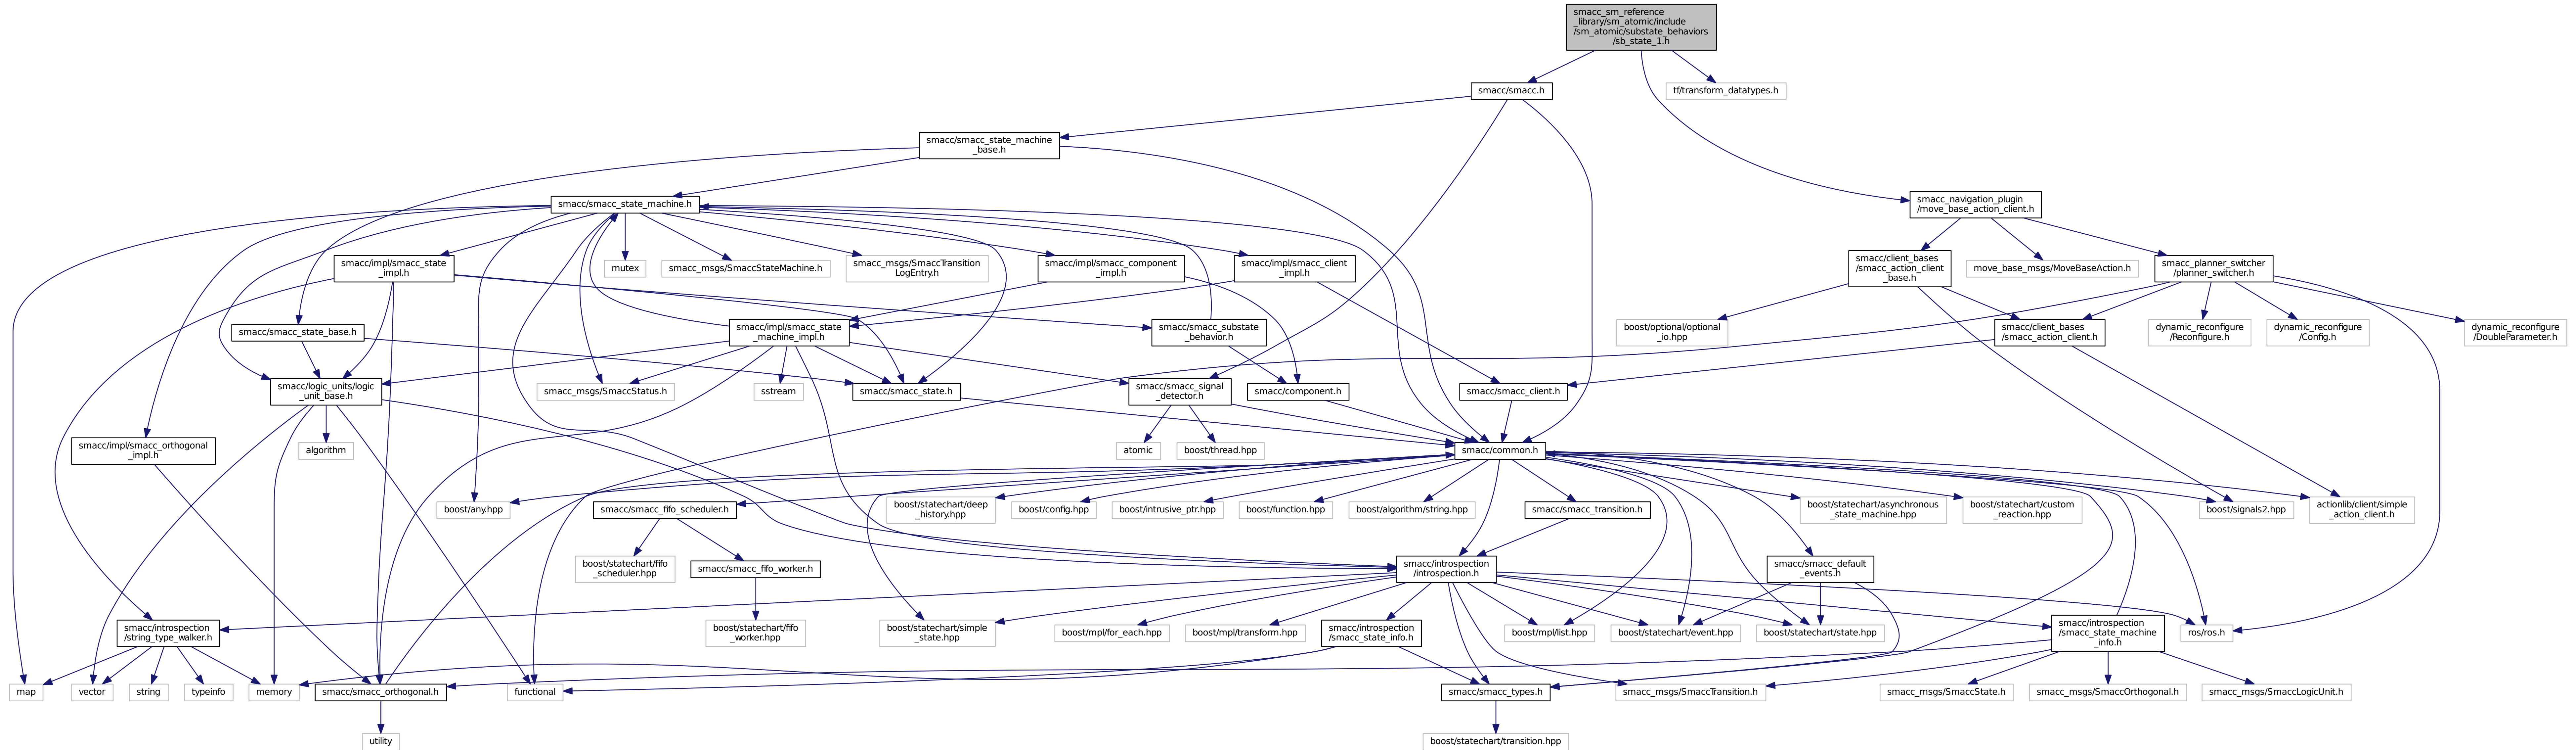 smacc_sm_reference
_library/sm_atomic/include
/sm_atomic/substate_behaviors
/sb_state_1.h
smacc/smacc.h
tf/transform_datatypes.h
smacc/smacc_state_machine
_base.h
smacc/smacc_state_machine.h
smacc_navigation_plugin
/move_base_action_client.h
smacc/impl/smacc_state
_impl.h
mutex
smacc_msgs/SmaccStateMachine.h
smacc_msgs/SmaccTransition
LogEntry.h
smacc/impl/smacc_component
_impl.h
smacc/impl/smacc_client
_impl.h
smacc/client_bases
/smacc_action_client
_base.h
move_base_msgs/MoveBaseAction.h
smacc_planner_switcher
/planner_switcher.h
smacc/smacc_state_base.h
smacc/impl/smacc_state
_machine_impl.h
smacc/smacc_substate
_behavior.h
boost/optional/optional
_io.hpp
smacc/client_bases
/smacc_action_client.h
dynamic_reconfigure
/Reconfigure.h
dynamic_reconfigure
/Config.h
dynamic_reconfigure
/DoubleParameter.h
smacc/logic_units/logic
_unit_base.h
smacc_msgs/SmaccStatus.h
sstream
smacc/smacc_state.h
smacc/smacc_signal
_detector.h
smacc/component.h
smacc/smacc_client.h
smacc/impl/smacc_orthogonal
_impl.h
algorithm
atomic
boost/thread.hpp
smacc/common.h
boost/any.hpp
smacc/smacc_fifo_scheduler.h
boost/statechart/deep
_history.hpp
boost/config.hpp
boost/intrusive_ptr.hpp
boost/function.hpp
boost/algorithm/string.hpp
smacc/smacc_transition.h
boost/statechart/asynchronous
_state_machine.hpp
boost/statechart/custom
_reaction.hpp
boost/signals2.hpp
actionlib/client/simple
_action_client.h
boost/statechart/fifo
_scheduler.hpp
smacc/smacc_fifo_worker.h
smacc/introspection
/introspection.h
smacc/smacc_default
_events.h
smacc/introspection
/string_type_walker.h
boost/statechart/fifo
_worker.hpp
boost/statechart/simple
_state.hpp
boost/mpl/for_each.hpp
boost/mpl/transform.hpp
smacc/introspection
/smacc_state_info.h
boost/mpl/list.hpp
boost/statechart/event.hpp
boost/statechart/state.hpp
smacc/introspection
/smacc_state_machine
_info.h
ros/ros.h
map
vector
string
typeinfo
memory
smacc/smacc_orthogonal.h
functional
smacc/smacc_types.h
smacc_msgs/SmaccTransition.h
smacc_msgs/SmaccState.h
smacc_msgs/SmaccOrthogonal.h
smacc_msgs/SmaccLogicUnit.h
utility
boost/statechart/transition.hpp